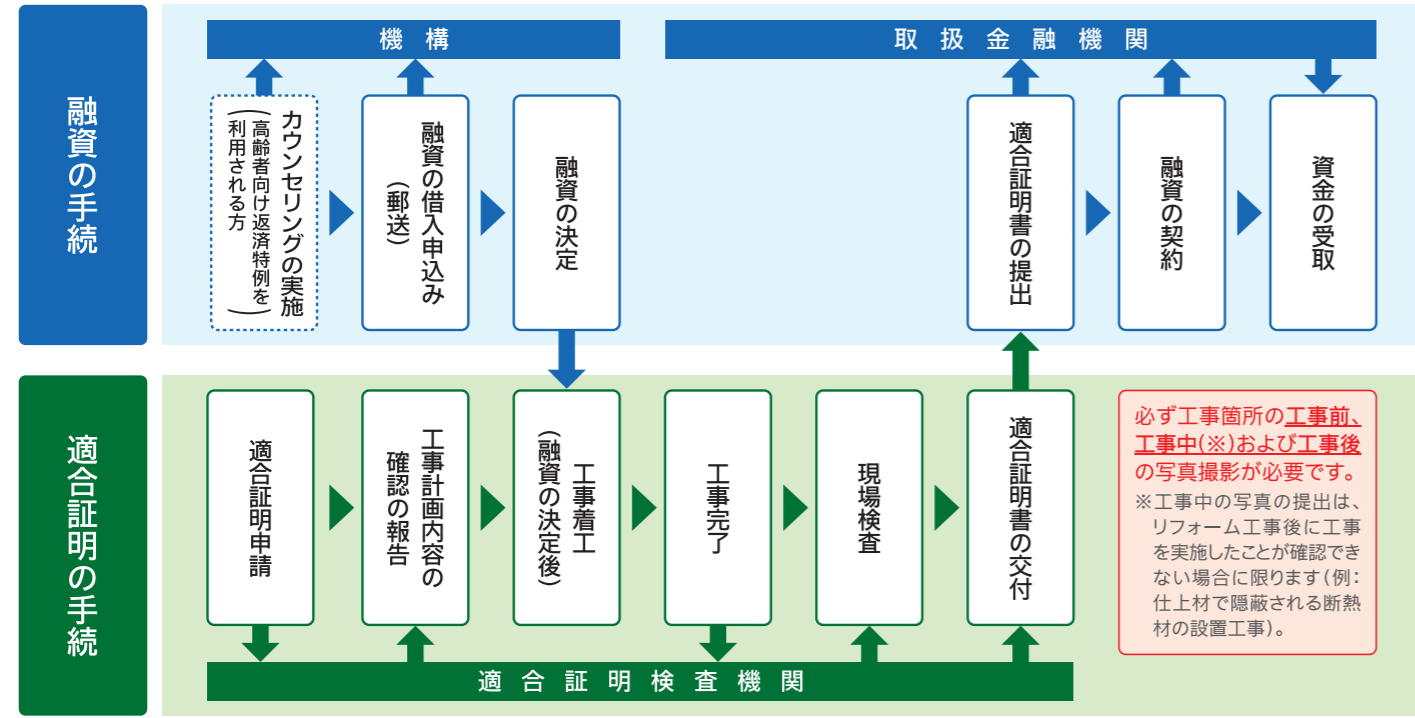 融資の手続
機構
取扱金融機関
カウンセリングの実施
(高齢者向け返済特例を
利用される方)
融資の借入申込み
(郵送)
融資の決定
適合証明書の提出
融資の契約
資金の受取
適合証明の手続
適合証明申請
工事計画内容の
確認の報告
工事着工
(融資の決定後)
工事完了
現場検査
適合証明書の交付
必ず工事箇所の工事前、
工事中(※)および工事後
の写真撮影が必要です。
※工事中の写真の提出は、
リフォーム工事後に工事
を実施したことが確認でき
ない場合に限ります(例:
仕上材で隠蔽される断熱
材の設置工事)。
適合証明検査機関